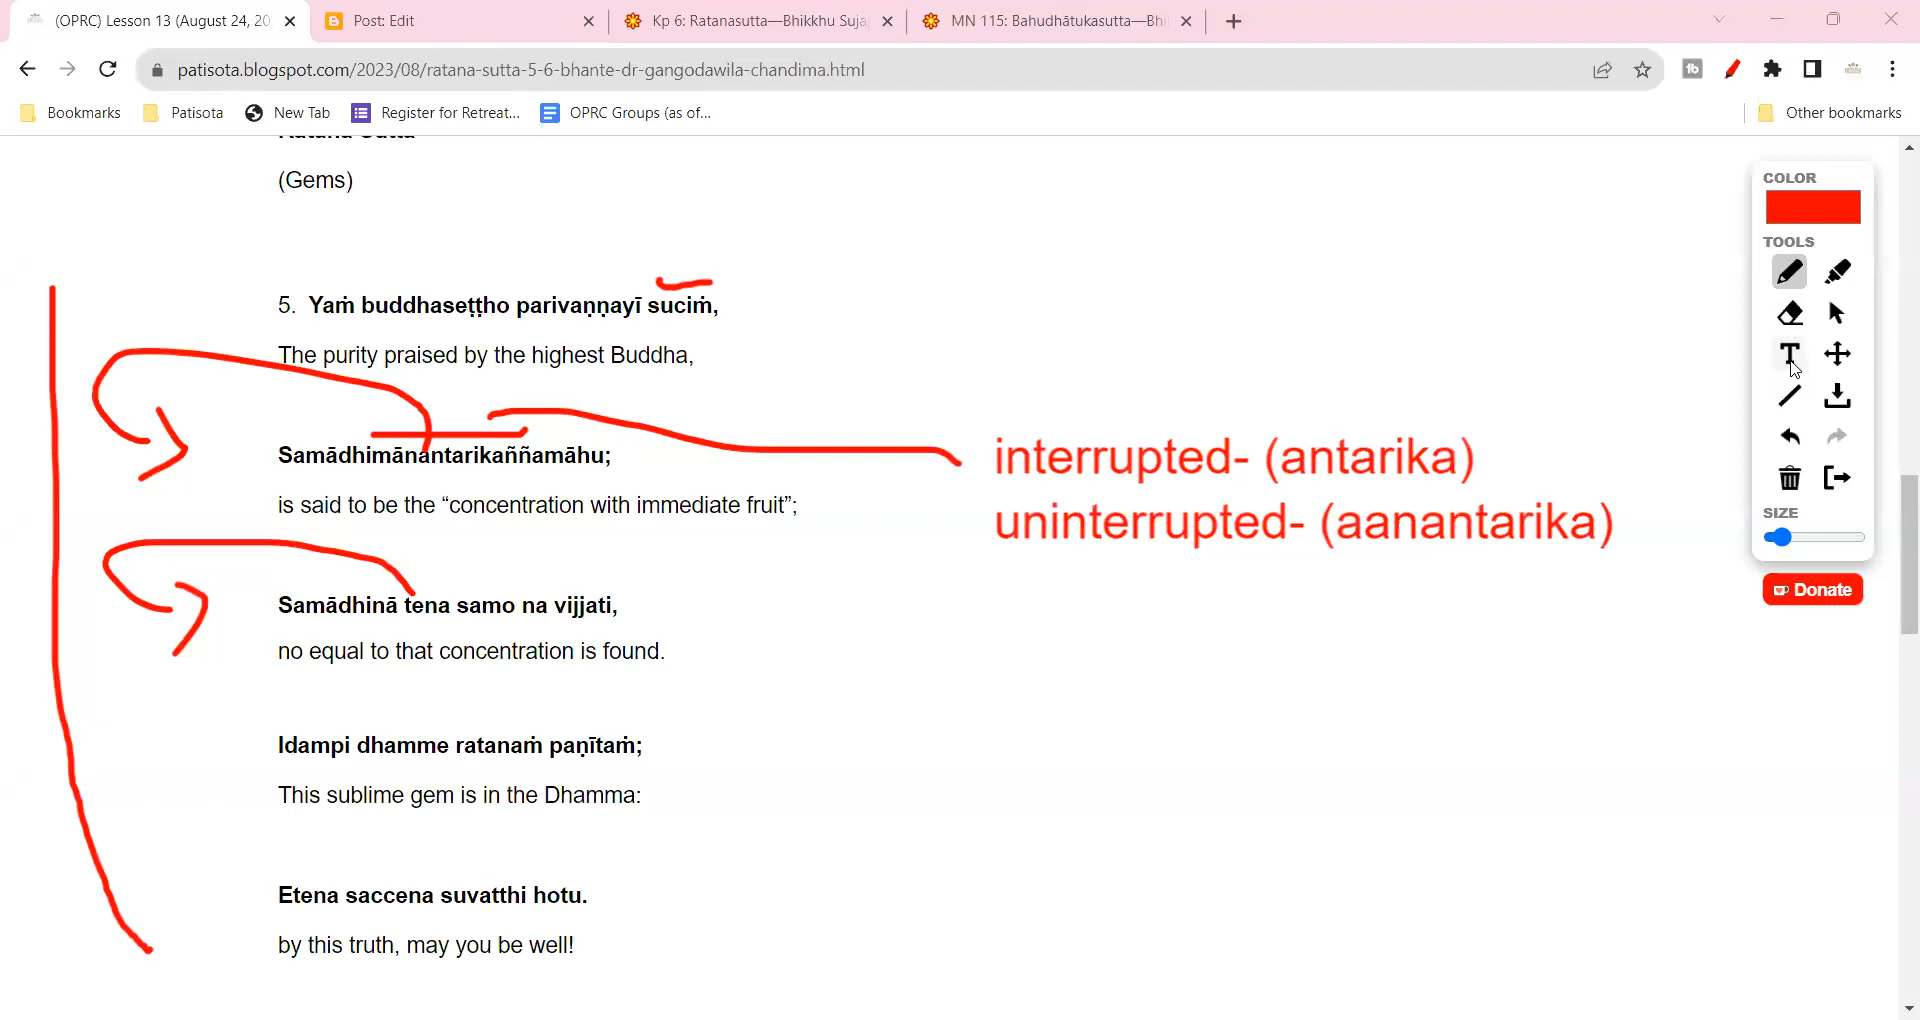 (OPRC) Lesson 13 (August 24, 20
Post: Edit
Kp 6: Ratanasutta—Bhikkhu Suja
MN 115: Bahudhātukasutta—Bhi
patisota.blogspot.com/2023/08/ratana-sutta-5-6-bhante-dr-gangodawila-chandima.html
Bookmarks
Patisota
New Tab
Register for Retreat...
OPRC Groups (as of...
Other bookmarks
Ratana Sutta
(Gems)
5. Yaṁ buddhaseṭṭho parivaṇṇayī suciṁ,
The purity praised by the highest Buddha,
Samādhimānantarikaññamāhu;
is said to be the “concentration with immediate fruit”;
Samādhinā tena samo na vijjati,
no equal to that concentration is found.
Idampi dhamme ratanaṁ paṇītaṁ;
This sublime gem is in the Dhamma:
Etena saccena suvatthi hotu.
by this truth, may you be well!
interrupted- (antarika)
uninterrupted- (aanantarika)
COLOR
TOOLS
SIZE
Donate